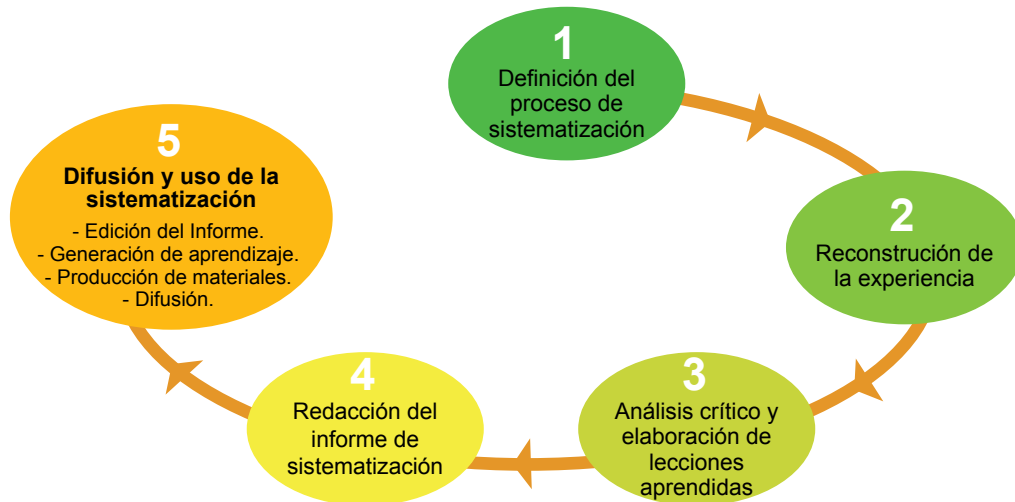 1
Definición del
proceso de
sistematización
2
Reconstrución de
la experiencia
3
Análisis crítico y
elaboración de
lecciones
aprendidas
4
Redacción del
informe de
sistematización
5
Difusión y uso de la
sistematización
- Edición del Informe.
- Generación de aprendizaje.
- Producción de materiales.
- Difusión.